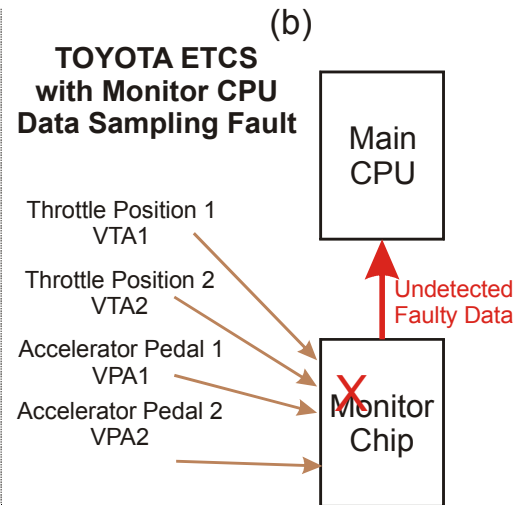 (b)
TOYOTA ETCS
with Monitor CPU
Data Sampling Fault
Main
CPU
Throttle Position 1
VTA1
Throttle Position 2
VTA2
Undetected
Faulty Data
Accelerator Pedal 1
VPA1
Accelerator Pedal 2
VPA2
X
Monitor
Chip